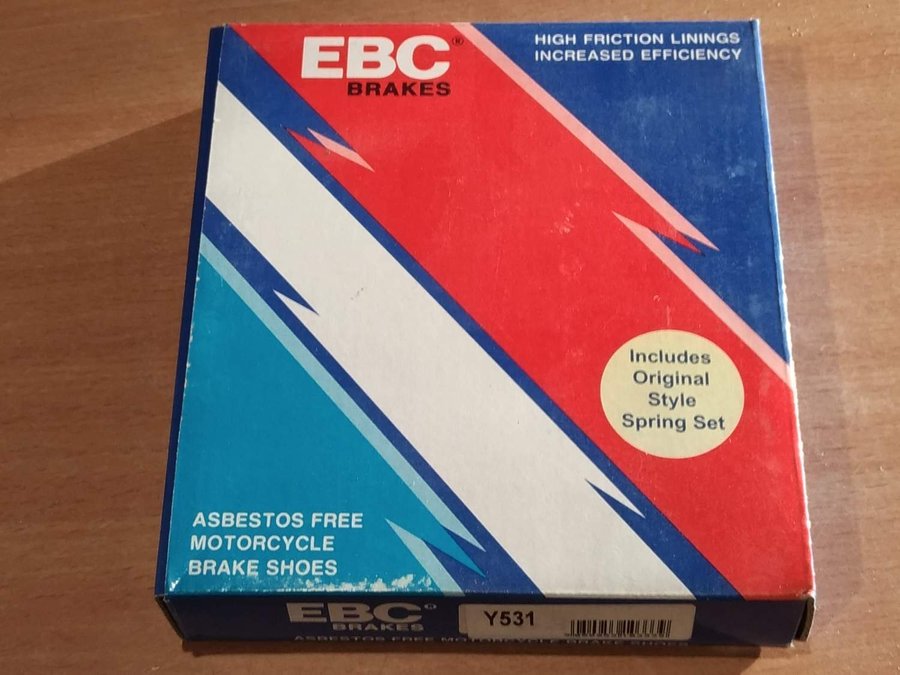 EBC®
BRAKES
HIGH FRICTION LININGS
INCREASED EFFICIENCY
Includes
Original
Style
Spring Set
ASBESTOS FREE
MOTORCYCLE
BRAKE SHOES
EBC®
BRAKES
Y531
ASBESTOS FREE MOTORCYCLE BRAKE SHOES